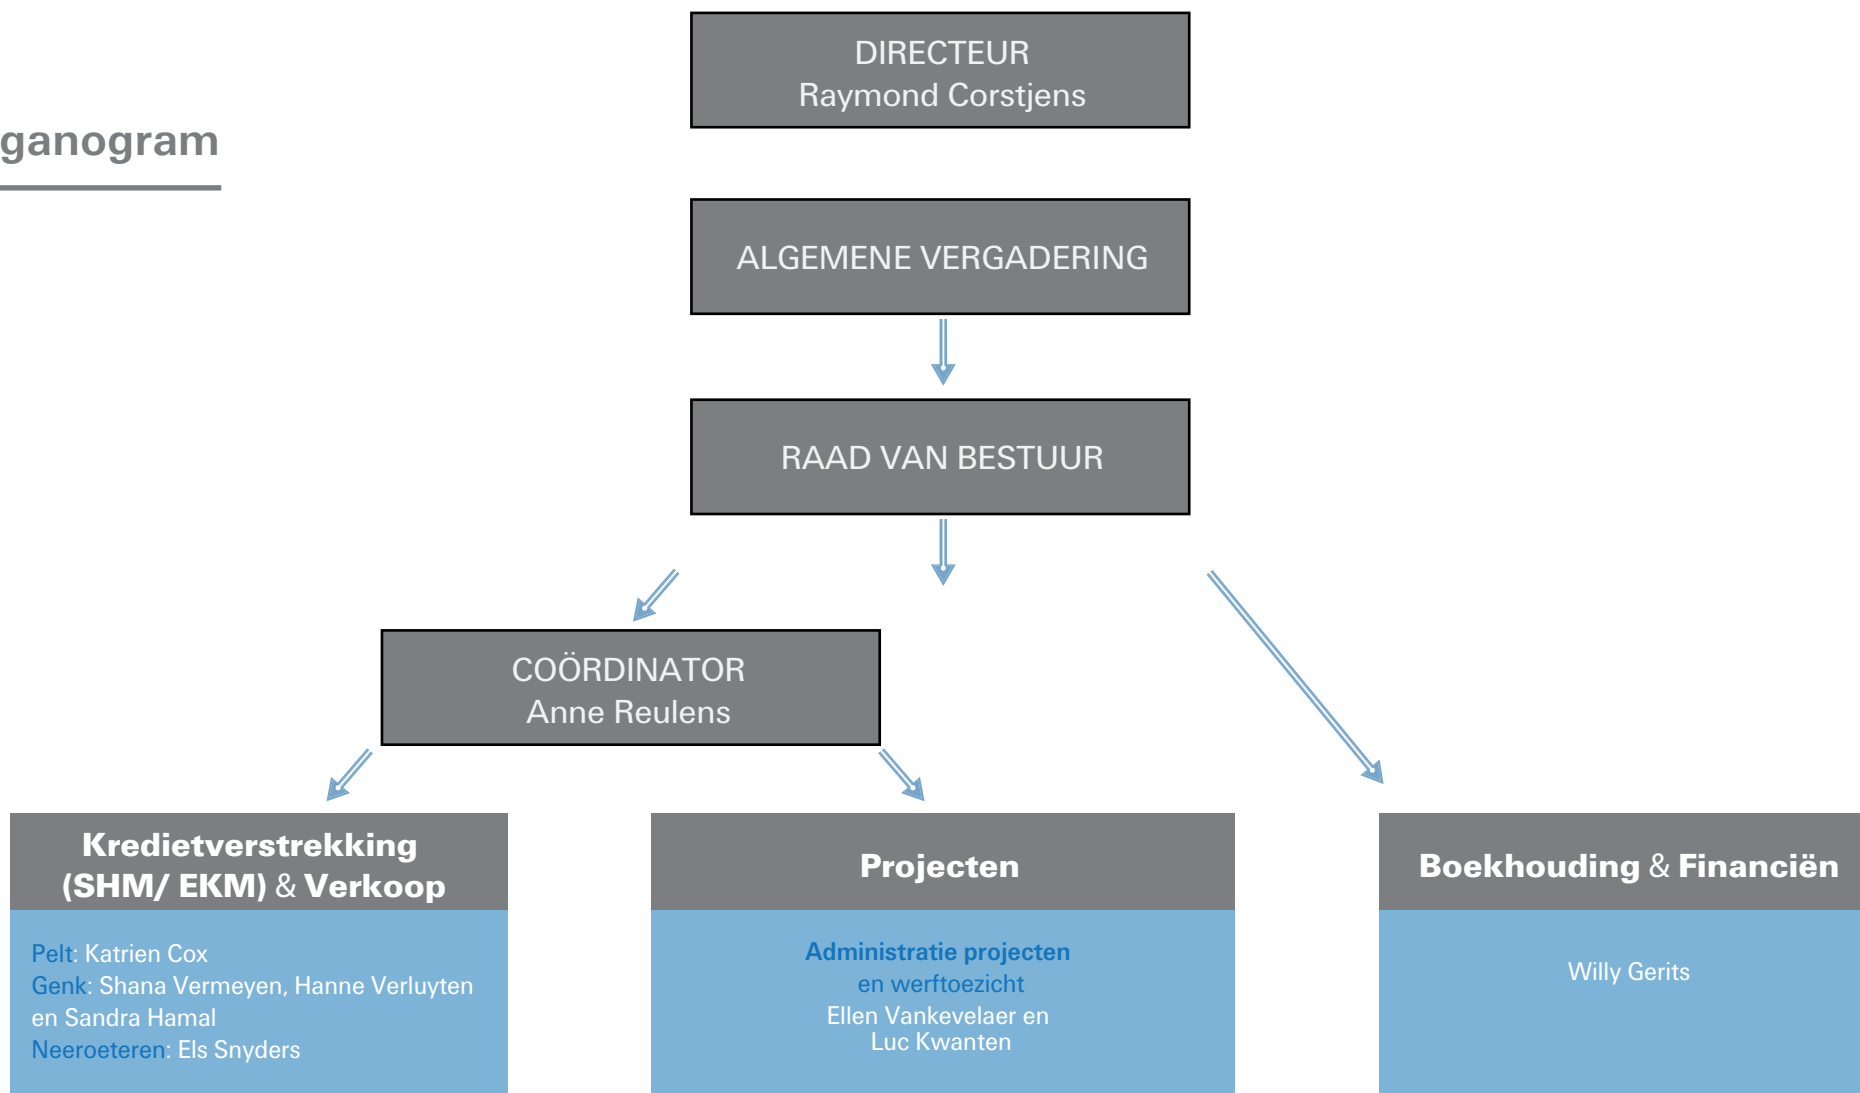 ganogram
DIRECTEUR
Raymond Corstjens
ALGEMENE VERGADERING
RAAD VAN BESTUUR
COÖRDINATOR
Anne Reulens
Kredietverstrekking
(SHM/ EKM) & Verkoop
Pelt: Katrien Cox
Genk: Shana Vermeyen, Hanne Verluyten
en Sandra Hamal
Neeroeteren: Els Snyders
Projecten
Administratie projecten
en werftoezicht
Ellen Vankevelaer en
Luc Kwanten
Boekhouding & Financiën
Willy Gerits